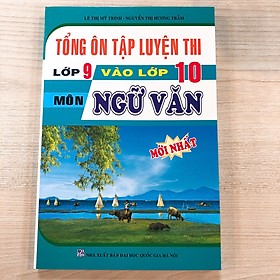 LÊ THỊ MỸ TRINH - NGUYỄN THỊ HƯƠNG TRẦM
TỔNG ÔN TẬP LUYỆN THI
LỚP 9 VÀO LỚP 10
MÔN NGỮ VĂN
MỚI NHẤT
NHÀ XUẤT BẢN ĐẠI HỌC QUỐC GIA HÀ NỘI